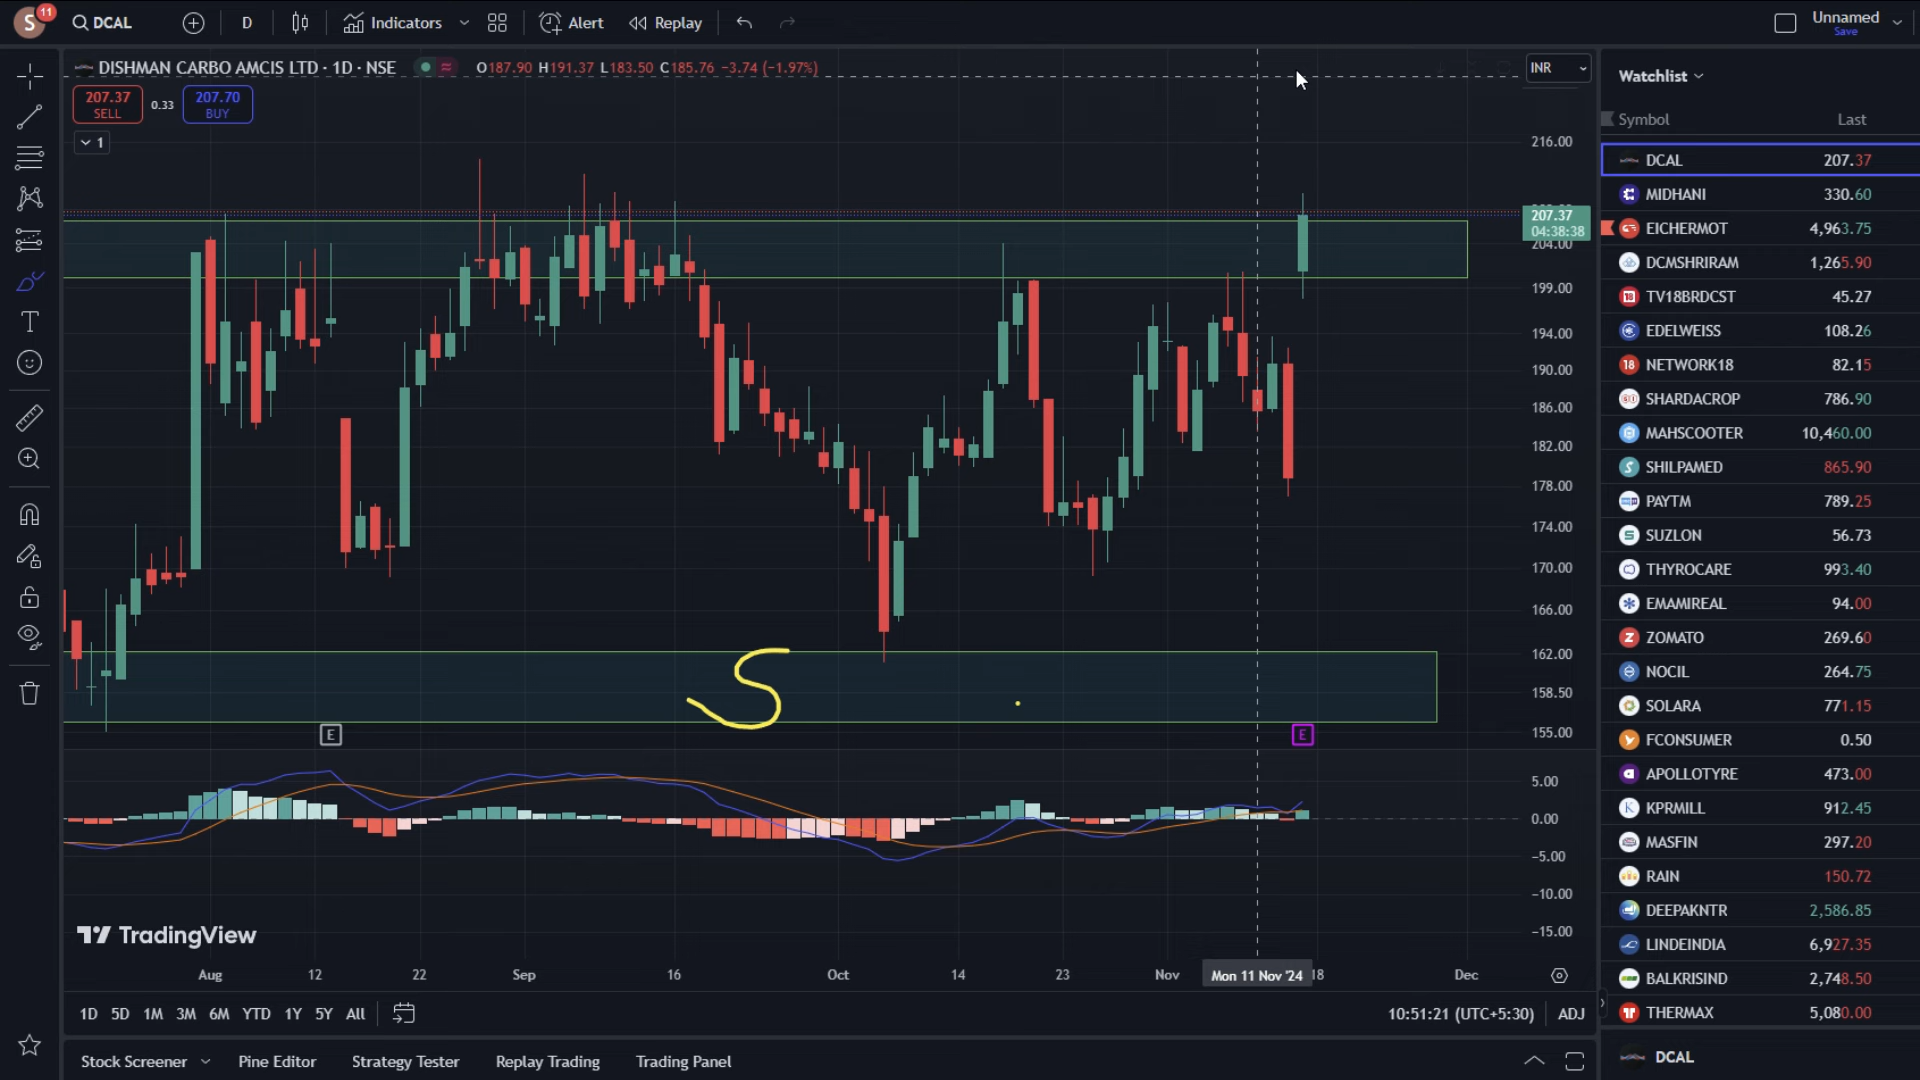 S 11 DCAL D Indicators Alert Replay Unnamed
Save
DISHMAN CARBO AMCIS LTD · 1D · NSE O187.90 H191.37 L183.50 C185.76 −3.74 (−1.97%) INR
207.37 SELL 0.33 207.70 BUY
1
216.00
207.37
04:38:38
204.00
199.00
194.00
190.00
186.00
182.00
178.00
174.00
170.00
166.00
162.00
158.50
155.00
S
E E
5.00
0.00
−5.00
−10.00
−15.00
TradingView
Aug 12 22 Sep 16 Oct 14 23 Nov Mon 11 Nov '24 18 Dec
1D 5D 1M 3M 6M YTD 1Y 5Y All 10:51:21 (UTC+5:30) ADJ
Stock Screener Pine Editor Strategy Tester Replay Trading Trading Panel
Watchlist
Symbol Last
DCAL 207.37
MIDHANI 330.60
EICHERMOT 4,963.75
DCMSHRIRAM 1,265.90
TV18BRDCST 45.27
EDELWEISS 108.26
18 NETWORK18 82.15
SHARDACROP 786.90
MAHSCOOTER 10,460.00
SHILPAMED 865.90
PAYTM 789.25
SUZLON 56.73
THYROCARE 993.40
EMAMIREAL 94.00
ZOMATO 269.60
NOCIL 264.75
SOLARA 771.15
FCONSUMER 0.50
APOLLOTYRE 473.00
K KPRMILL 912.45
MASFIN 297.20
RAIN 150.72
DEEPAKNTR 2,586.85
LINDEINDIA 6,927.35
BALKRISIND 2,748.50
THERMAX 5,080.00
DCAL